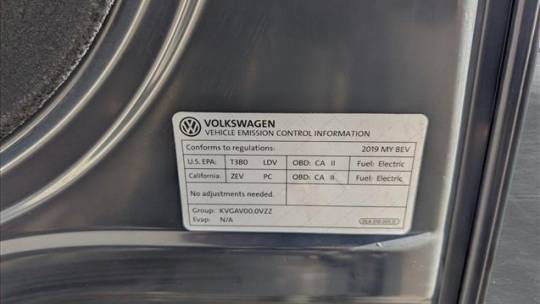 VOLKSWAGEN
VEHICLE EMISSION CONTROL INFORMATION
Conforms to regulations: 2019 MY BEV
U.S. EPA: T3B0 LDV OBD: CA II Fuel: Electric
California: ZEV PC OBD: CA II Fuel: Electric
No adjustments needed.
Group: KVGAV00.0VZZ
Evap: N/A